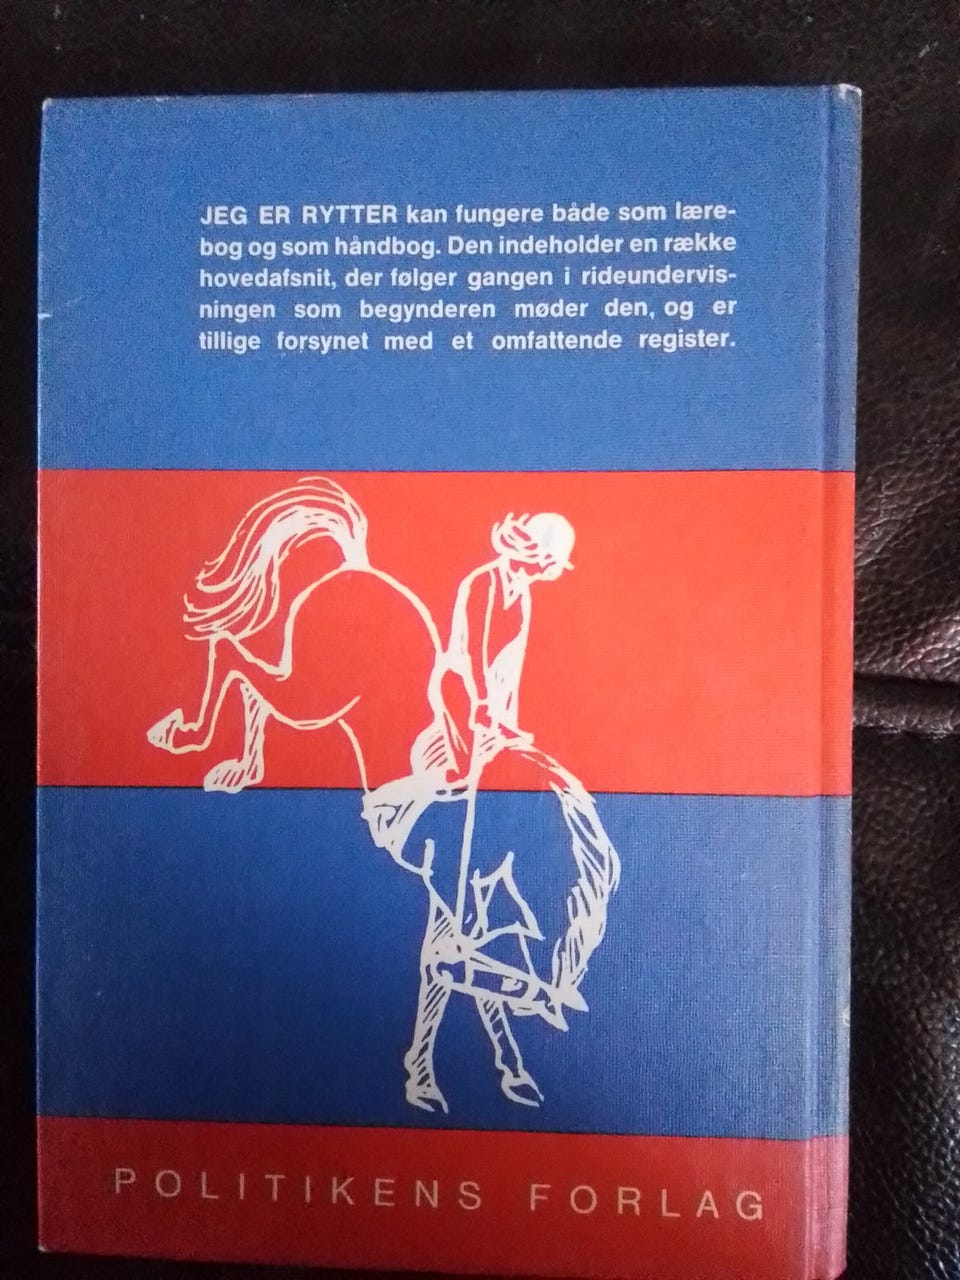 JEG ER RYTTER kan fungere både som lære-
bog og som håndbog. Den indeholder en række
hovedafsnit, der følger gangen i rideundervis-
ningen som begynderen møder den, og er
tillige forsynet med et omfattende register.
POLITIKENS FORLAG